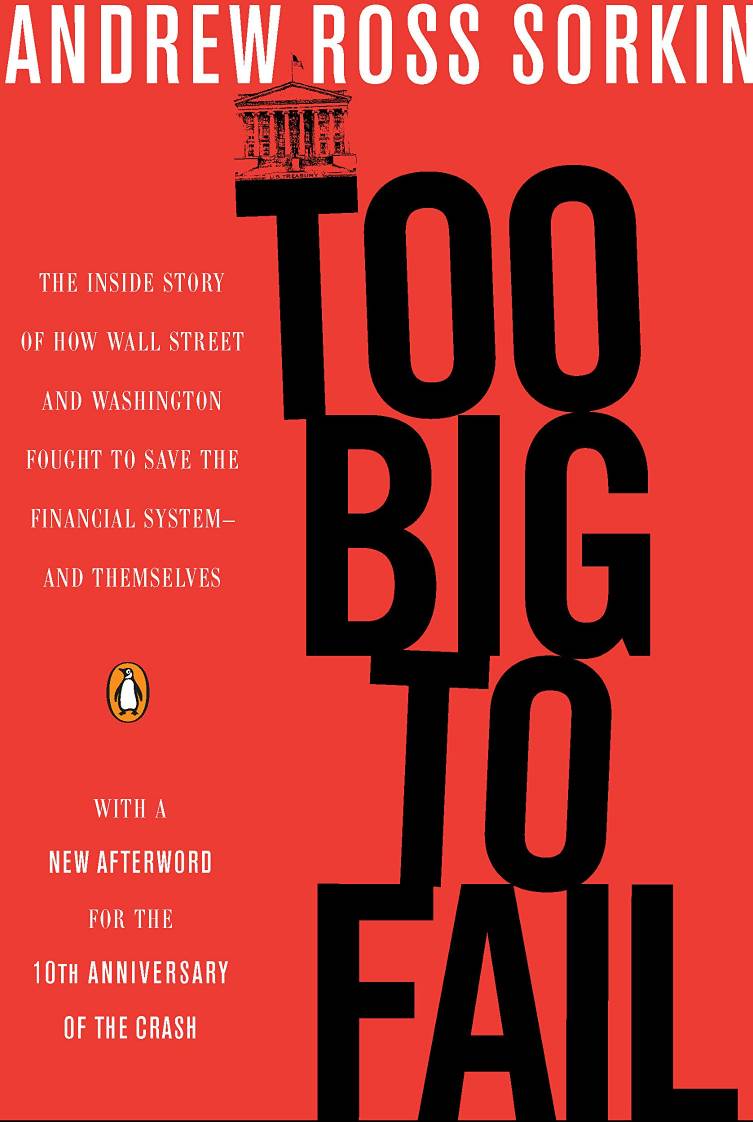 ANDREW ROSS SORKIN
U.S. TREASURY
TOO
BIG
TO
FAIL
THE INSIDE STORY
OF HOW WALL STREET
AND WASHINGTON
FOUGHT TO SAVE THE
FINANCIAL SYSTEM—
AND THEMSELVES
WITH A
NEW AFTERWORD
FOR THE
10TH ANNIVERSARY
OF THE CRASH